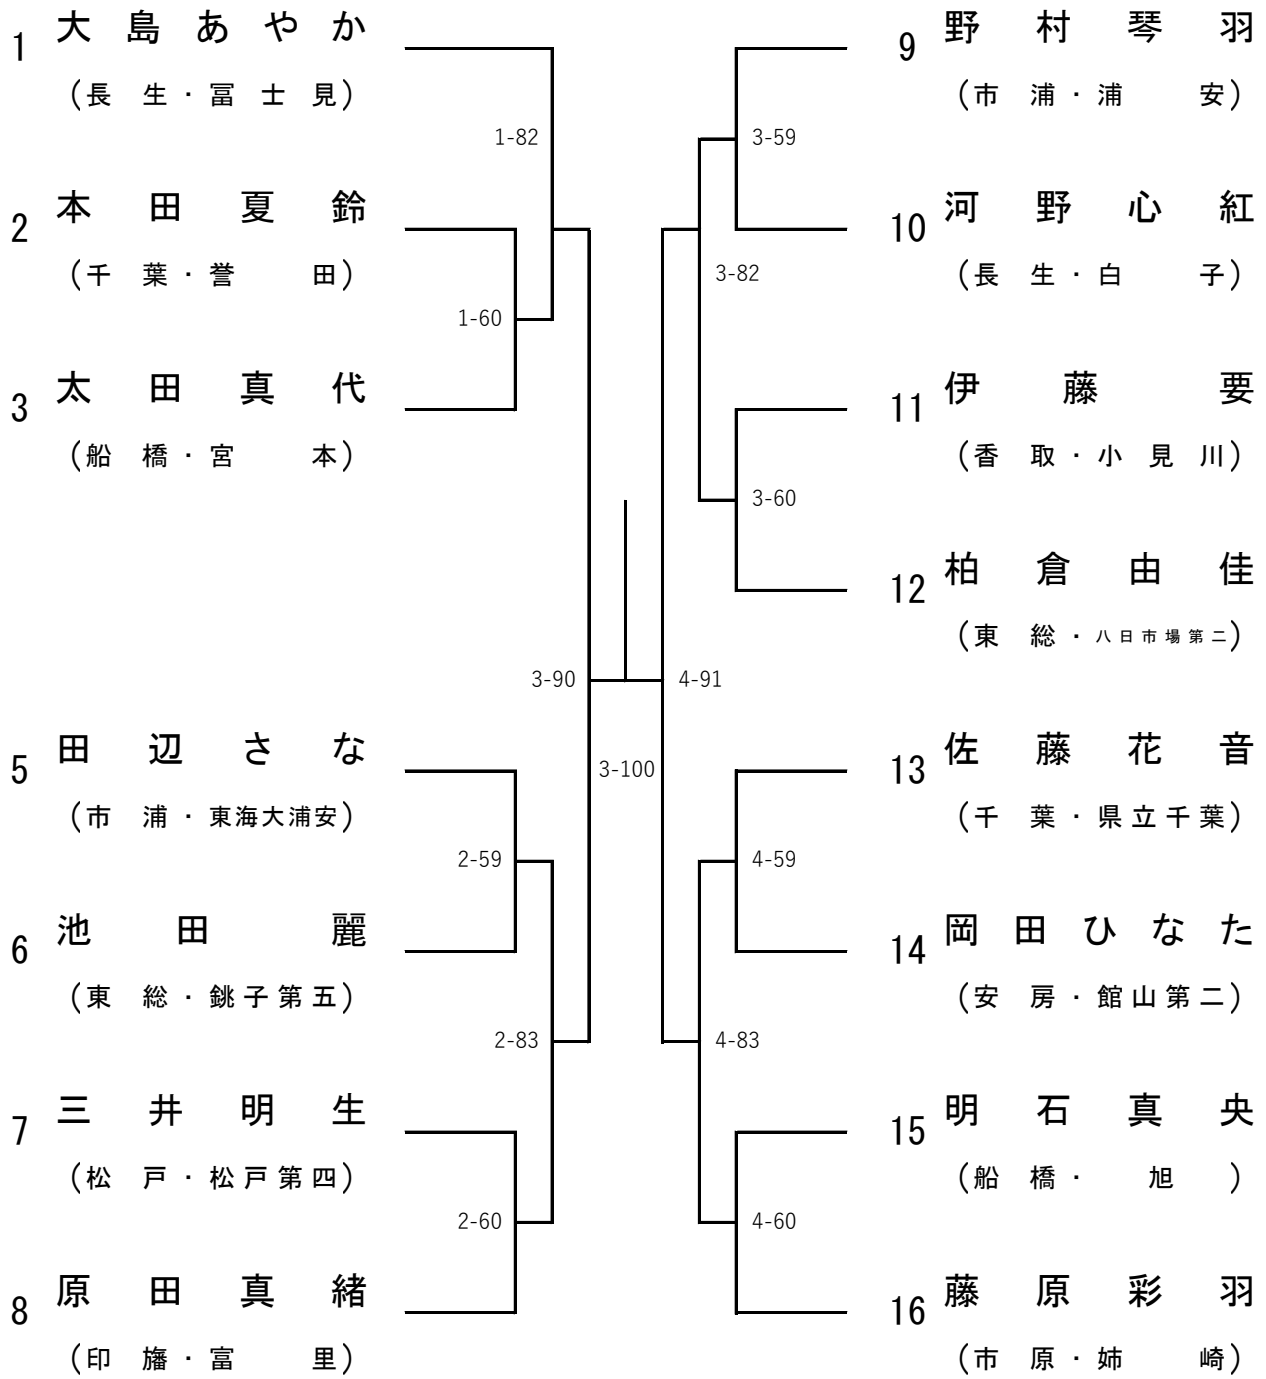 1 大島あやか
(長生・冨士見)
1-82
2 本田夏鈴
(千葉・誉田)
1-60
3 太田真代
(船橋・宮本)
3-90
5 田辺さな
(市浦・東海大浦安)
2-59
6 池田麗
(東総・銚子第五)
2-83
7 三井明生
(松戸・松戸第四)
2-60
8 原田真緒
(印旛・富里)
3-100
9 野村琴羽
(市浦・浦安)
3-59
10 河野心紅
(長生・白子)
3-82
11 伊藤要
(香取・小見川)
3-60
12 柏倉由佳
(東総・八日市場第二)
4-91
13 佐藤花音
(千葉・県立千葉)
4-59
14 岡田ひなた
(安房・館山第二)
4-83
15 明石真央
(船橋・旭)
4-60
16 藤原彩羽
(市原・姉崎)